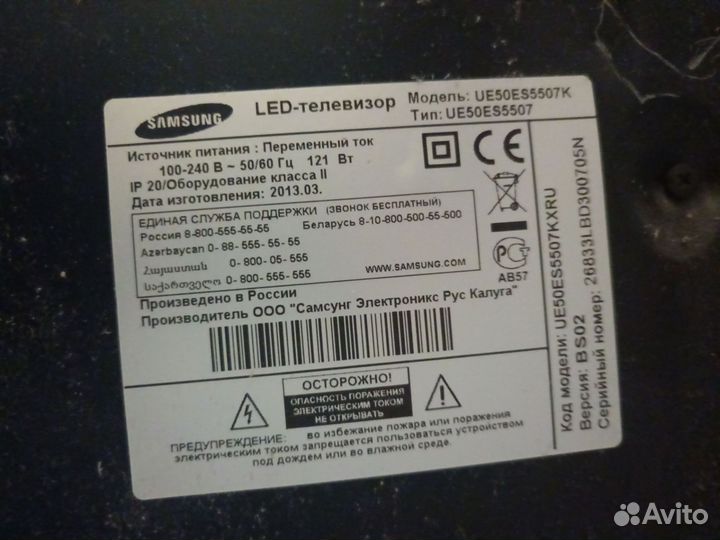 SAMSUNG
LED-телевизор
Модель: UE50ES5507K
Тип: UE50ES5507
Источник питания : Переменный ток
100-240 В ~ 50/60 Гц 121 Вт
IP 20/Оборудование класса II
Дата изготовления: 2013.03.
ЕДИНАЯ СЛУЖБА ПОДДЕРЖКИ (ЗВОНОК БЕСПЛАТНЫЙ)
Россия 8-800-555-55-55 Беларусь 8-10-800-500-55-500
Azərbaycan 0- 88- 555- 55- 55
Հայաստան 0- 800- 05- 555
საქართველო 0- 800- 555- 555
WWW.SAMSUNG.COM
АВ57
Произведено в России
Производитель ООО "Самсунг Электроникс Рус Калуга"
ОСТОРОЖНО!
ОПАСНОСТЬ ПОРАЖЕНИЯ
ЭЛЕКТРИЧЕСКИМ ТОКОМ
НЕ ОТКРЫВАТЬ
ПРЕДУПРЕЖДЕНИЕ: во избежание пожара или поражения
электрическим током запрещается пользоваться устройством
под дождем или во влажной среде.
Код модели: UE50ES5507KXRU
Версия: BS02
Серийный номер: 26833LBD300705N
Avito